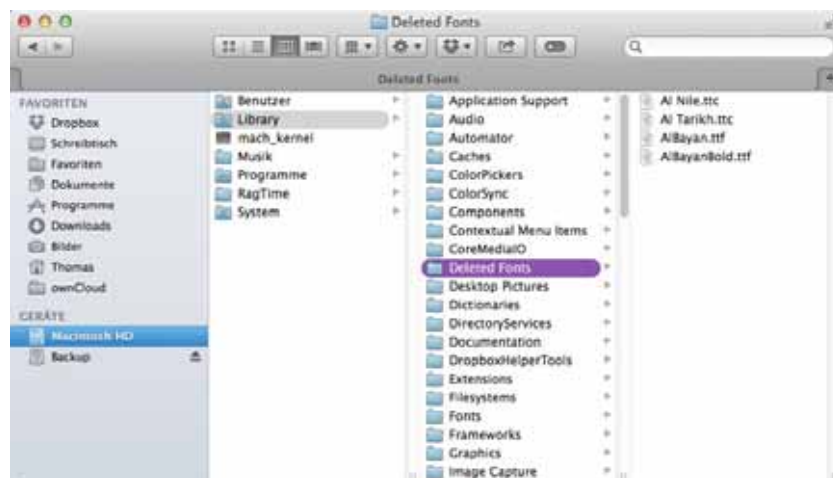 Deleted Fonts
Deleted Fonts
FAVORITEN
Dropbox
Schreibtisch
Favoriten
Dokumente
Programme
Downloads
Bilder
Thomas
ownCloud
GERÄTE
Macintosh HD
Backup
Benutzer
Library
mach_kernel
Musik
Programme
RagTime
System
Application Support
Audio
Automator
Caches
ColorPickers
ColorSync
Components
Contextual Menu Items
CoreMediaIO
Deleted Fonts
Desktop Pictures
Dictionaries
DirectoryServices
Documentation
DropboxHelperTools
Extensions
Filesystems
Fonts
Frameworks
Graphics
Image Capture
Al Nile.ttc
Al Tarikh.ttc
AlBayan.ttf
AlBayanBold.ttf